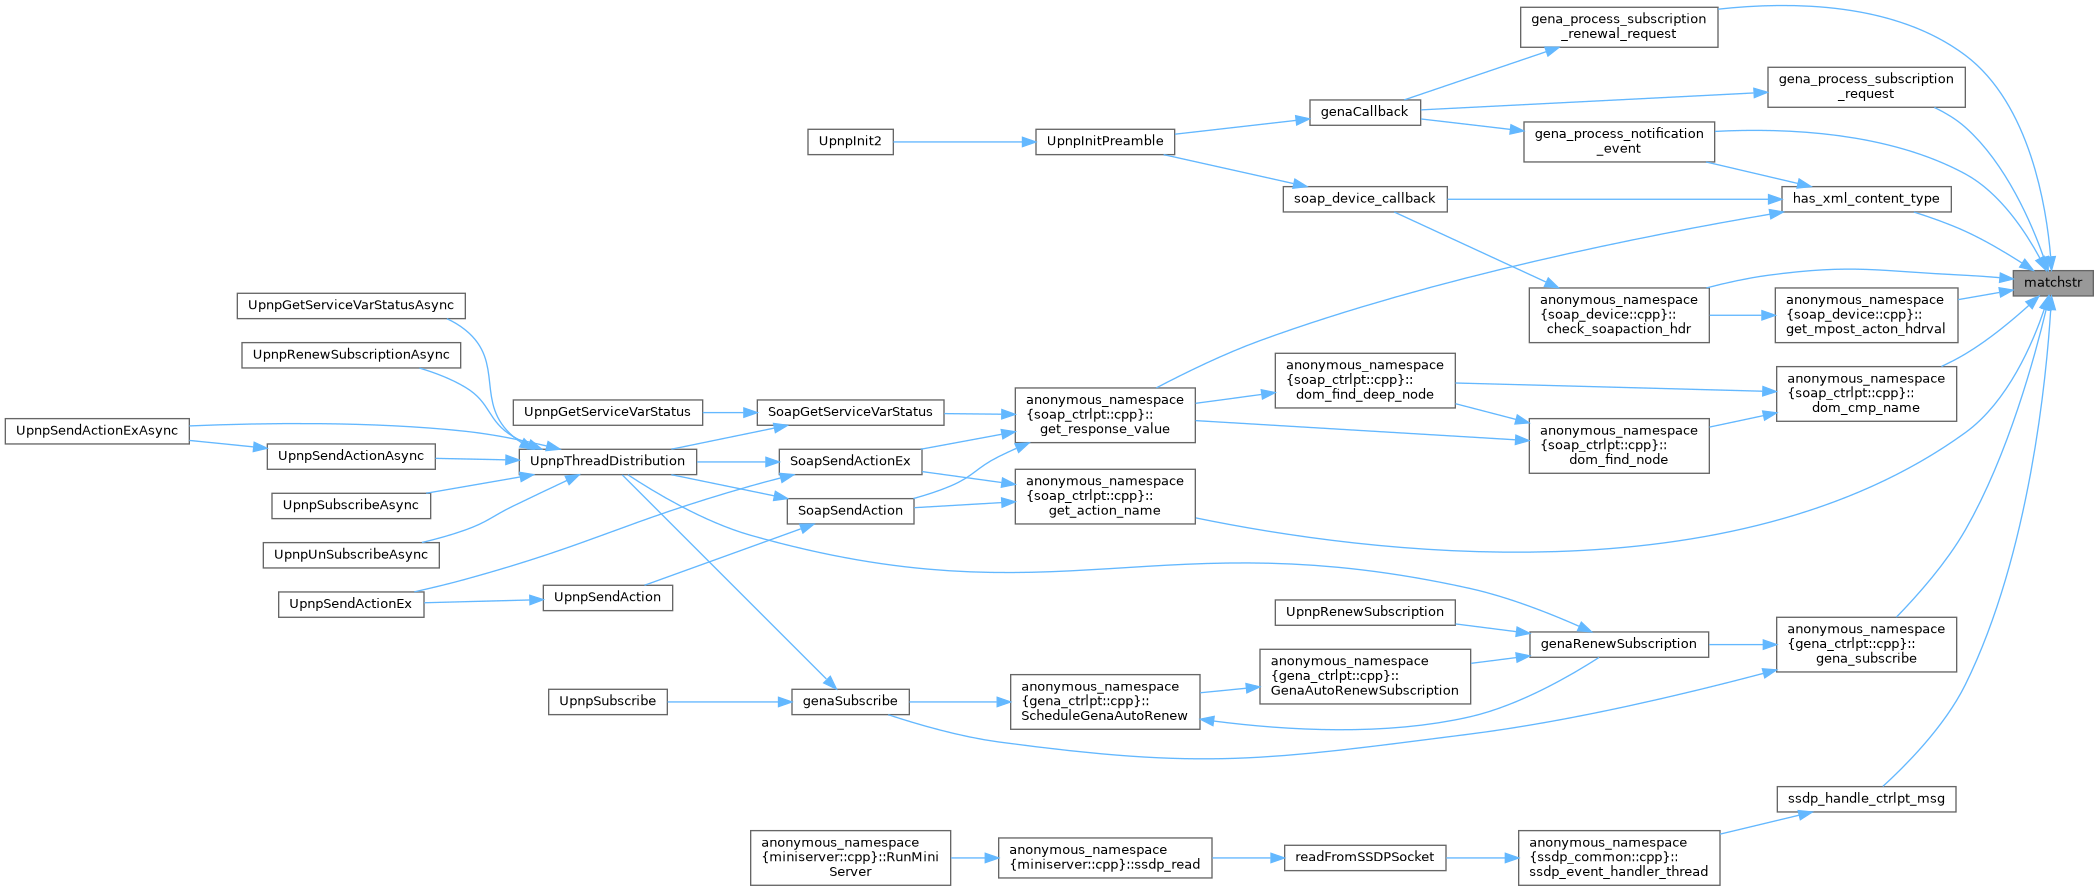 gena_process_subscription
_renewal_request
gena_process_subscription
_request
genaCallback
gena_process_notification
_event
UpnpInit2
UpnpInitPreamble
soap_device_callback
has_xml_content_type
matchstr
UpnpGetServiceVarStatusAsync
anonymous_namespace
{soap_device::cpp}::
check_soapaction_hdr
anonymous_namespace
{soap_device::cpp}::
get_mpost_acton_hdrval
UpnpRenewSubscriptionAsync
anonymous_namespace
{soap_ctrlpt::cpp}::
dom_find_deep_node
anonymous_namespace
{soap_ctrlpt::cpp}::
dom_cmp_name
UpnpSendActionExAsync
UpnpGetServiceVarStatus
SoapGetServiceVarStatus
anonymous_namespace
{soap_ctrlpt::cpp}::
get_response_value
anonymous_namespace
{soap_ctrlpt::cpp}::
dom_find_node
UpnpSendActionAsync
UpnpThreadDistribution
SoapSendActionEx
anonymous_namespace
{soap_ctrlpt::cpp}::
get_action_name
UpnpSubscribeAsync
SoapSendAction
UpnpUnSubscribeAsync
UpnpSendActionEx
UpnpSendAction
UpnpRenewSubscription
genaRenewSubscription
anonymous_namespace
{gena_ctrlpt::cpp}::
gena_subscribe
anonymous_namespace
{gena_ctrlpt::cpp}::
GenaAutoRenewSubscription
UpnpSubscribe
genaSubscribe
anonymous_namespace
{gena_ctrlpt::cpp}::
ScheduleGenaAutoRenew
ssdp_handle_ctrlpt_msg
anonymous_namespace
{miniserver::cpp}::RunMini
Server
anonymous_namespace
{miniserver::cpp}::ssdp_read
readFromSSDPSocket
anonymous_namespace
{ssdp_common::cpp}::
ssdp_event_handler_thread